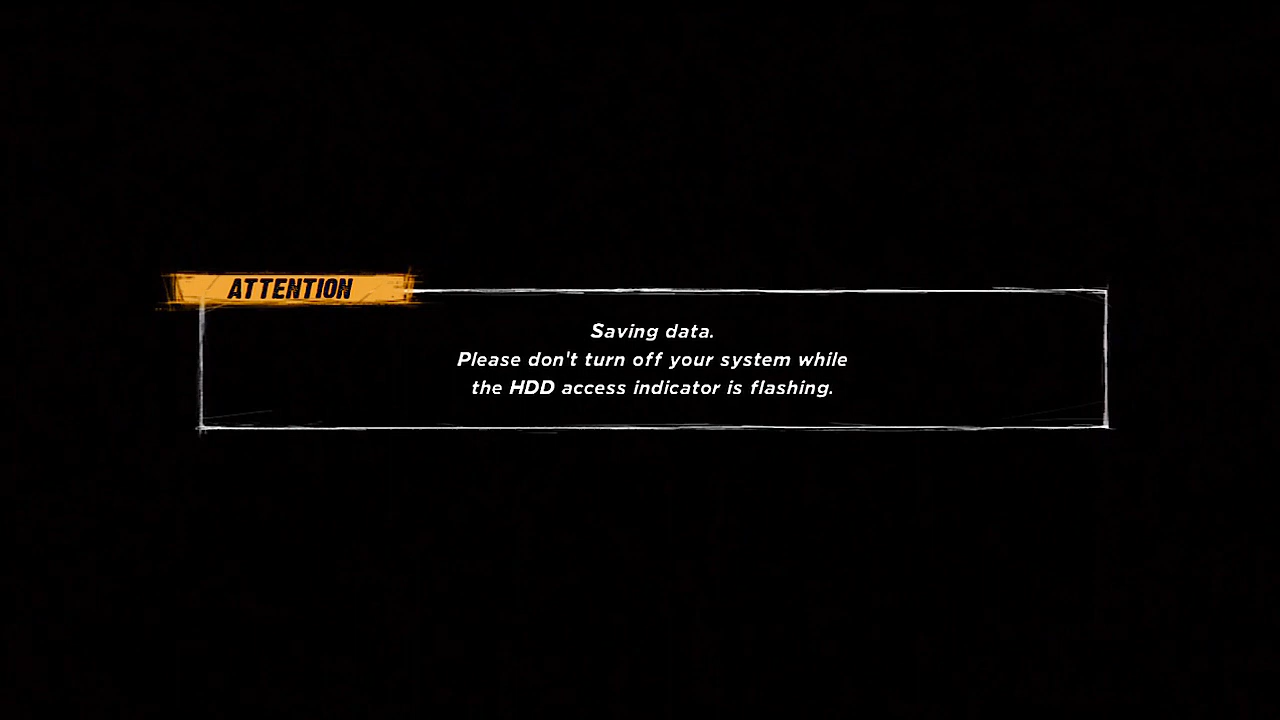 ATTENTION
Saving data.
Please don't turn off your system while
the HDD access indicator is flashing.